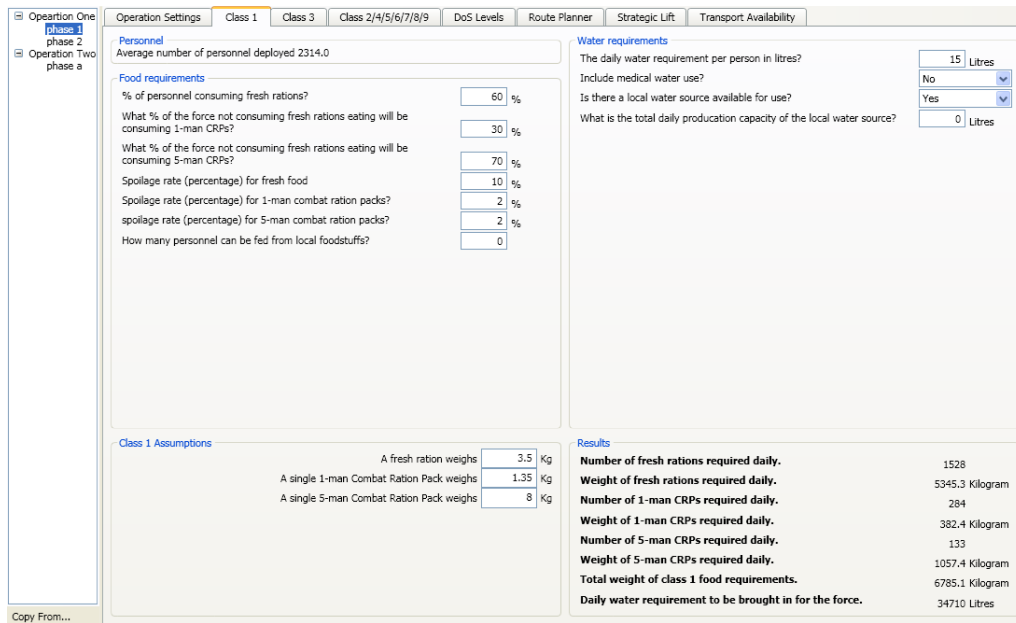 Opeartion One
phase 1
phase 2
Operation Two
phase a
Copy From...
Operation Settings Class 1 Class 3 Class 2/4/5/6/7/8/9 DoS Levels Route Planner Strategic Lift Transport Availability
Personnel
Average number of personnel deployed 2314.0
Food requirements
% of personnel consuming fresh rations? 60 %
What % of the force not consuming fresh rations eating will be
consuming 1-man CRPs? 30 %
What % of the force not consuming fresh rations eating will be
consuming 5-man CRPs? 70 %
Spoilage rate (percentage) for fresh food 10 %
Spoilage rate (percentage) for 1-man combat ration packs? 2 %
spoilage rate (percentage) for 5-man combat ration packs? 2 %
How many personnel can be fed from local foodstuffs? 0
Water requirements
The daily water requirement per person in litres? 15 Litres
Include medical water use? No
Is there a local water source available for use? Yes
What is the total daily producation capacity of the local water source? 0 Litres
Class 1 Assumptions
A fresh ration weighs 3.5 Kg
A single 1-man Combat Ration Pack weighs 1.35 Kg
A single 5-man Combat Ration Pack weighs 8 Kg
Results
Number of fresh rations required daily. 1528
Weight of fresh rations required daily. 5345.3 Kilogram
Number of 1-man CRPs required daily. 284
Weight of 1-man CRPs required daily. 382.4 Kilogram
Number of 5-man CRPs required daily. 133
Weight of 5-man CRPs required daily. 1057.4 Kilogram
Total weight of class 1 food requirements. 6785.1 Kilogram
Daily water requirement to be brought in for the force. 34710 Litres